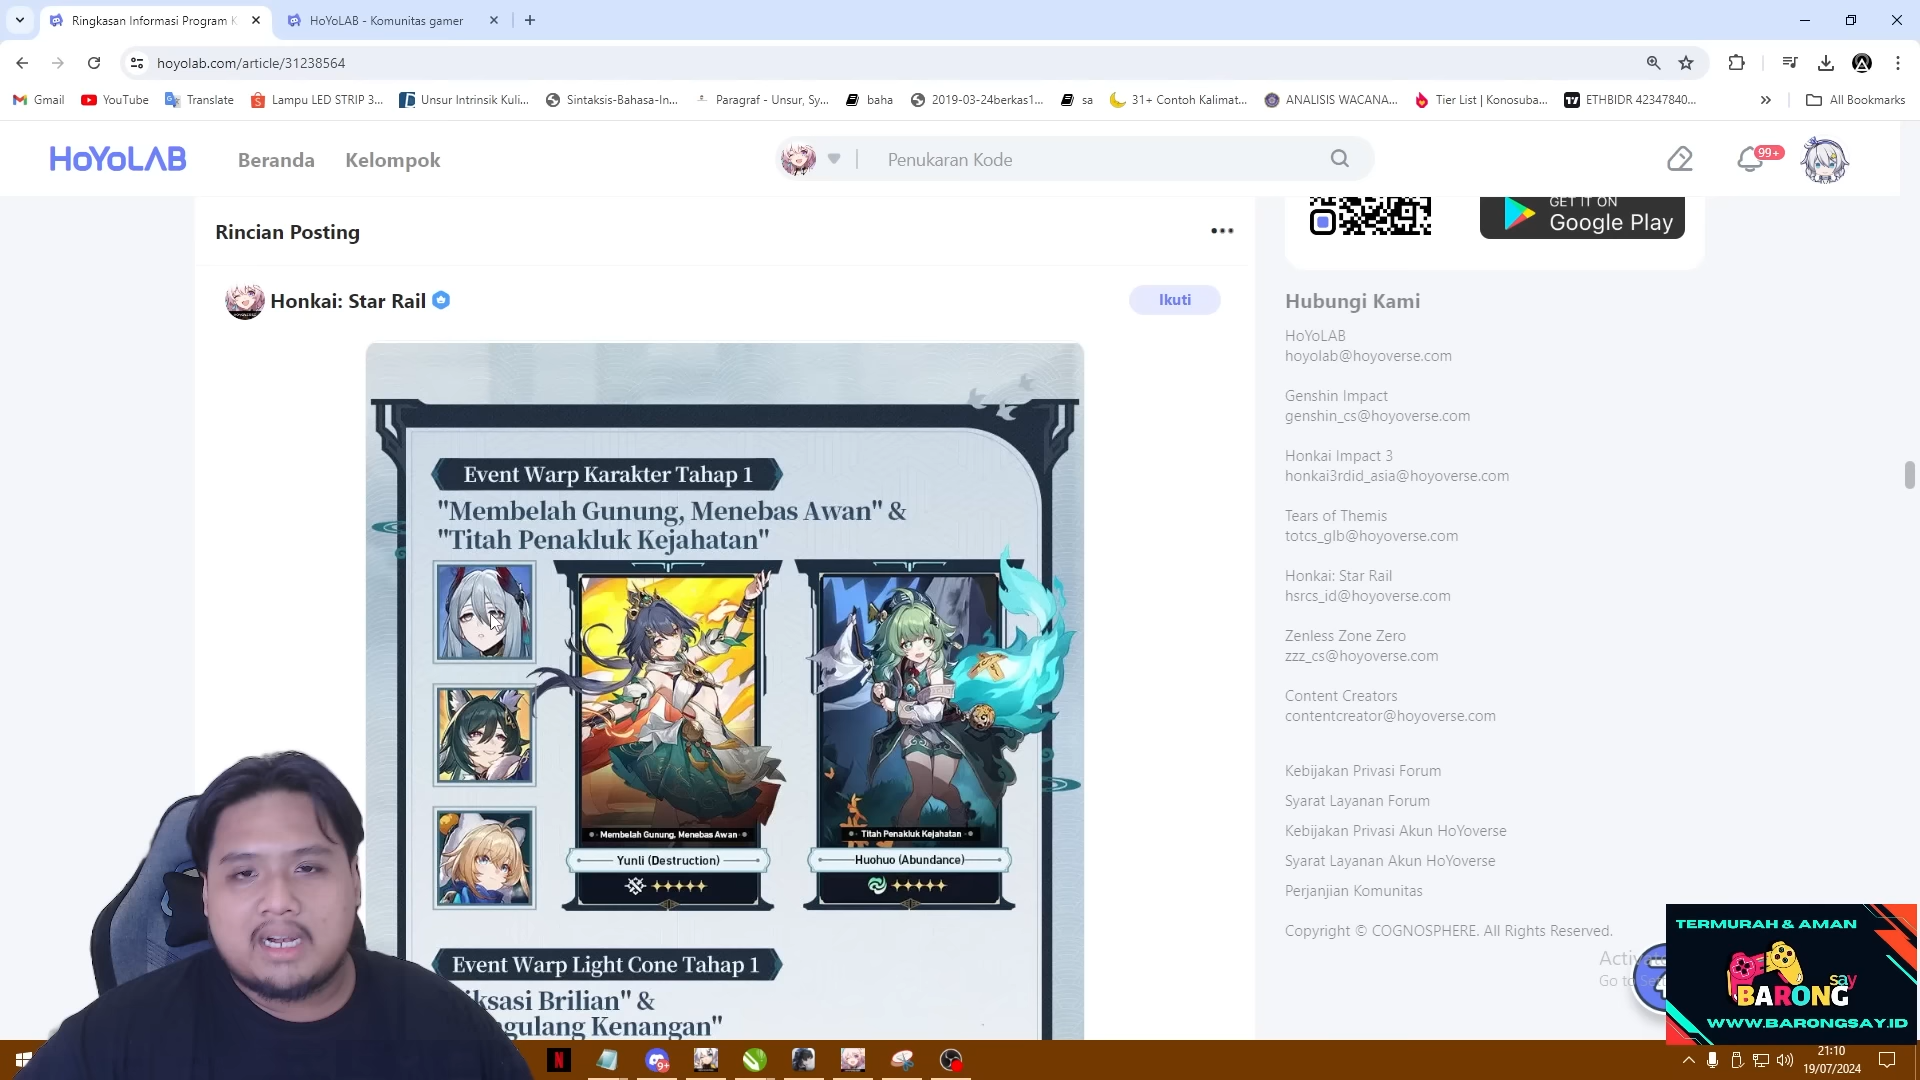 Ringkasan Informasi Program K
HoYoLAB - Komunitas gamer
hoyolab.com/article/31238564
Gmail
YouTube
Translate
Lampu LED STRIP 3...
Unsur Intrinsik Kuli...
Sintaksis-Bahasa-In...
Paragraf - Unsur, Sy...
baha
2019-03-24berkas1...
sa
31+ Contoh Kalimat...
ANALISIS WACANA...
Tier List | Konosuba...
ETHBIDR 42347840...
All Bookmarks
HoYoLAB
Beranda
Kelompok
Penukaran Kode
99+
Rincian Posting
Honkai: Star Rail
Ikuti
Event Warp Karakter Tahap 1
"Membelah Gunung, Menebas Awan" &
"Titah Penakluk Kejahatan"
Membelah Gunung, Menebas Awan
Yunli (Destruction)
Titah Penakluk Kejahatan
Huohuo (Abundance)
Event Warp Light Cone Tahap 1
Brilian" &
Kenangan"
GET IT ON
Google Play
Hubungi Kami
HoYoLAB
hoyolab@hoyoverse.com
Genshin Impact
genshin_cs@hoyoverse.com
Honkai Impact 3
honkai3rdid_asia@hoyoverse.com
Tears of Themis
totcs_glb@hoyoverse.com
Honkai: Star Rail
hsrcs_id@hoyoverse.com
Zenless Zone Zero
zzz_cs@hoyoverse.com
Content Creators
contentcreator@hoyoverse.com
Kebijakan Privasi Forum
Syarat Layanan Forum
Kebijakan Privasi Akun HoYoverse
Syarat Layanan Akun HoYoverse
Perjanjian Komunitas
Copyright © COGNOSPHERE. All Rights Reserved.
Go to
TERMURAH & AMAN
BARONG
say
WWW.BARONGSAY.ID
N
9+
21:10
19/07/2024